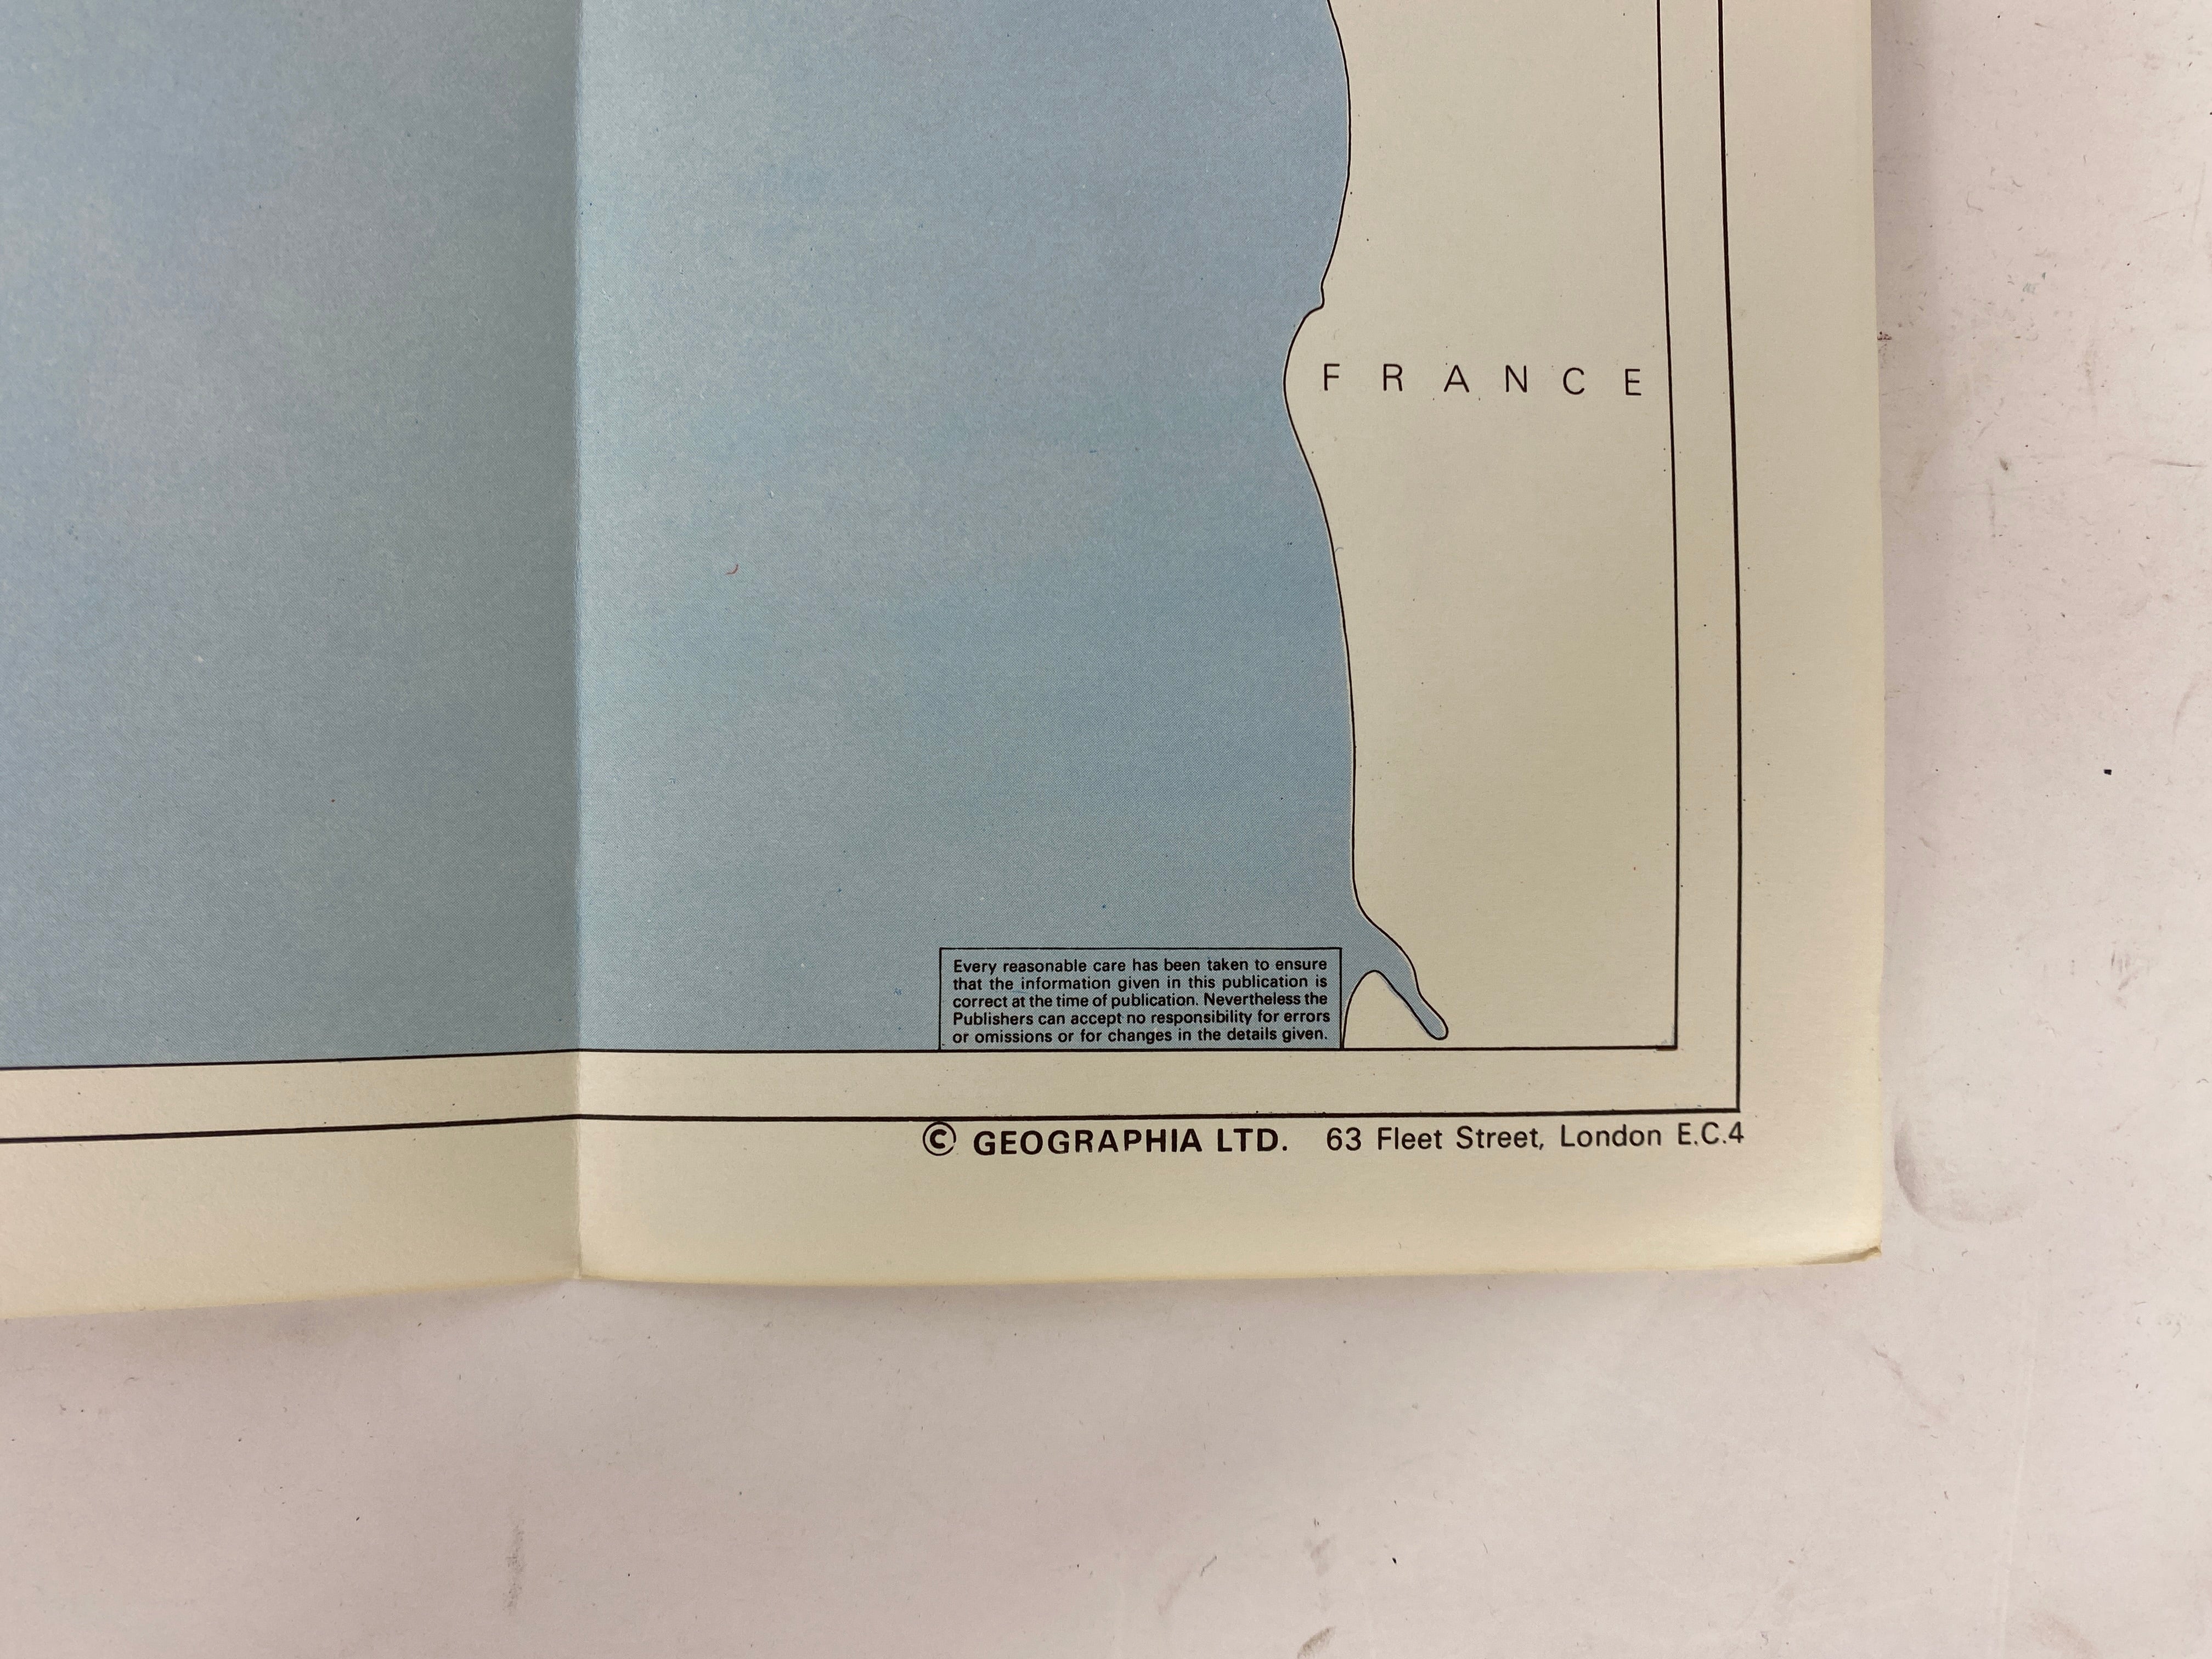 F R A N C E
Every reasonable care has been taken to ensure
that the information given in this publication is
correct at the time of publication. Nevertheless the
Publishers can accept no responsibility for errors
or omissions or for changes in the details given.
© GEOGRAPHIA LTD. 63 Fleet Street, London E.C.4